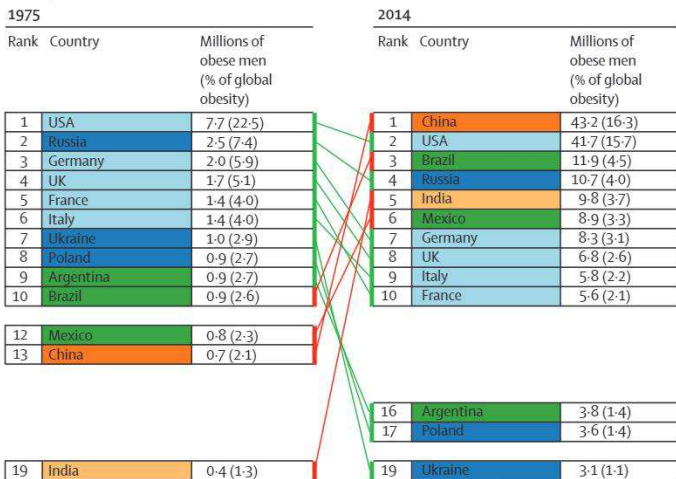 1975
Rank Country Millions of
obese men
(% of global
obesity)
1 USA 7·7 (22·5)
2 Russia 2·5 (7·4)
3 Germany 2·0 (5·9)
4 UK 1·7 (5·1)
5 France 1·4 (4·0)
6 Italy 1·4 (4·0)
7 Ukraine 1·0 (2·9)
8 Poland 0·9 (2·7)
9 Argentina 0·9 (2·7)
10 Brazil 0·9 (2·6)
12 Mexico 0·8 (2·3)
13 China 0·7 (2·1)
19 India 0·4 (1·3)
2014
Rank Country Millions of
obese men
(% of global
obesity)
1 China 43·2 (16·3)
2 USA 41·7 (15·7)
3 Brazil 11·9 (4·5)
4 Russia 10·7 (4·0)
5 India 9·8 (3·7)
6 Mexico 8·9 (3·3)
7 Germany 8·3 (3·1)
8 UK 6·8 (2·6)
9 Italy 5·8 (2·2)
10 France 5·6 (2·1)
16 Argentina 3·8 (1·4)
17 Poland 3·6 (1·4)
19 Ukraine 3·1 (1·1)